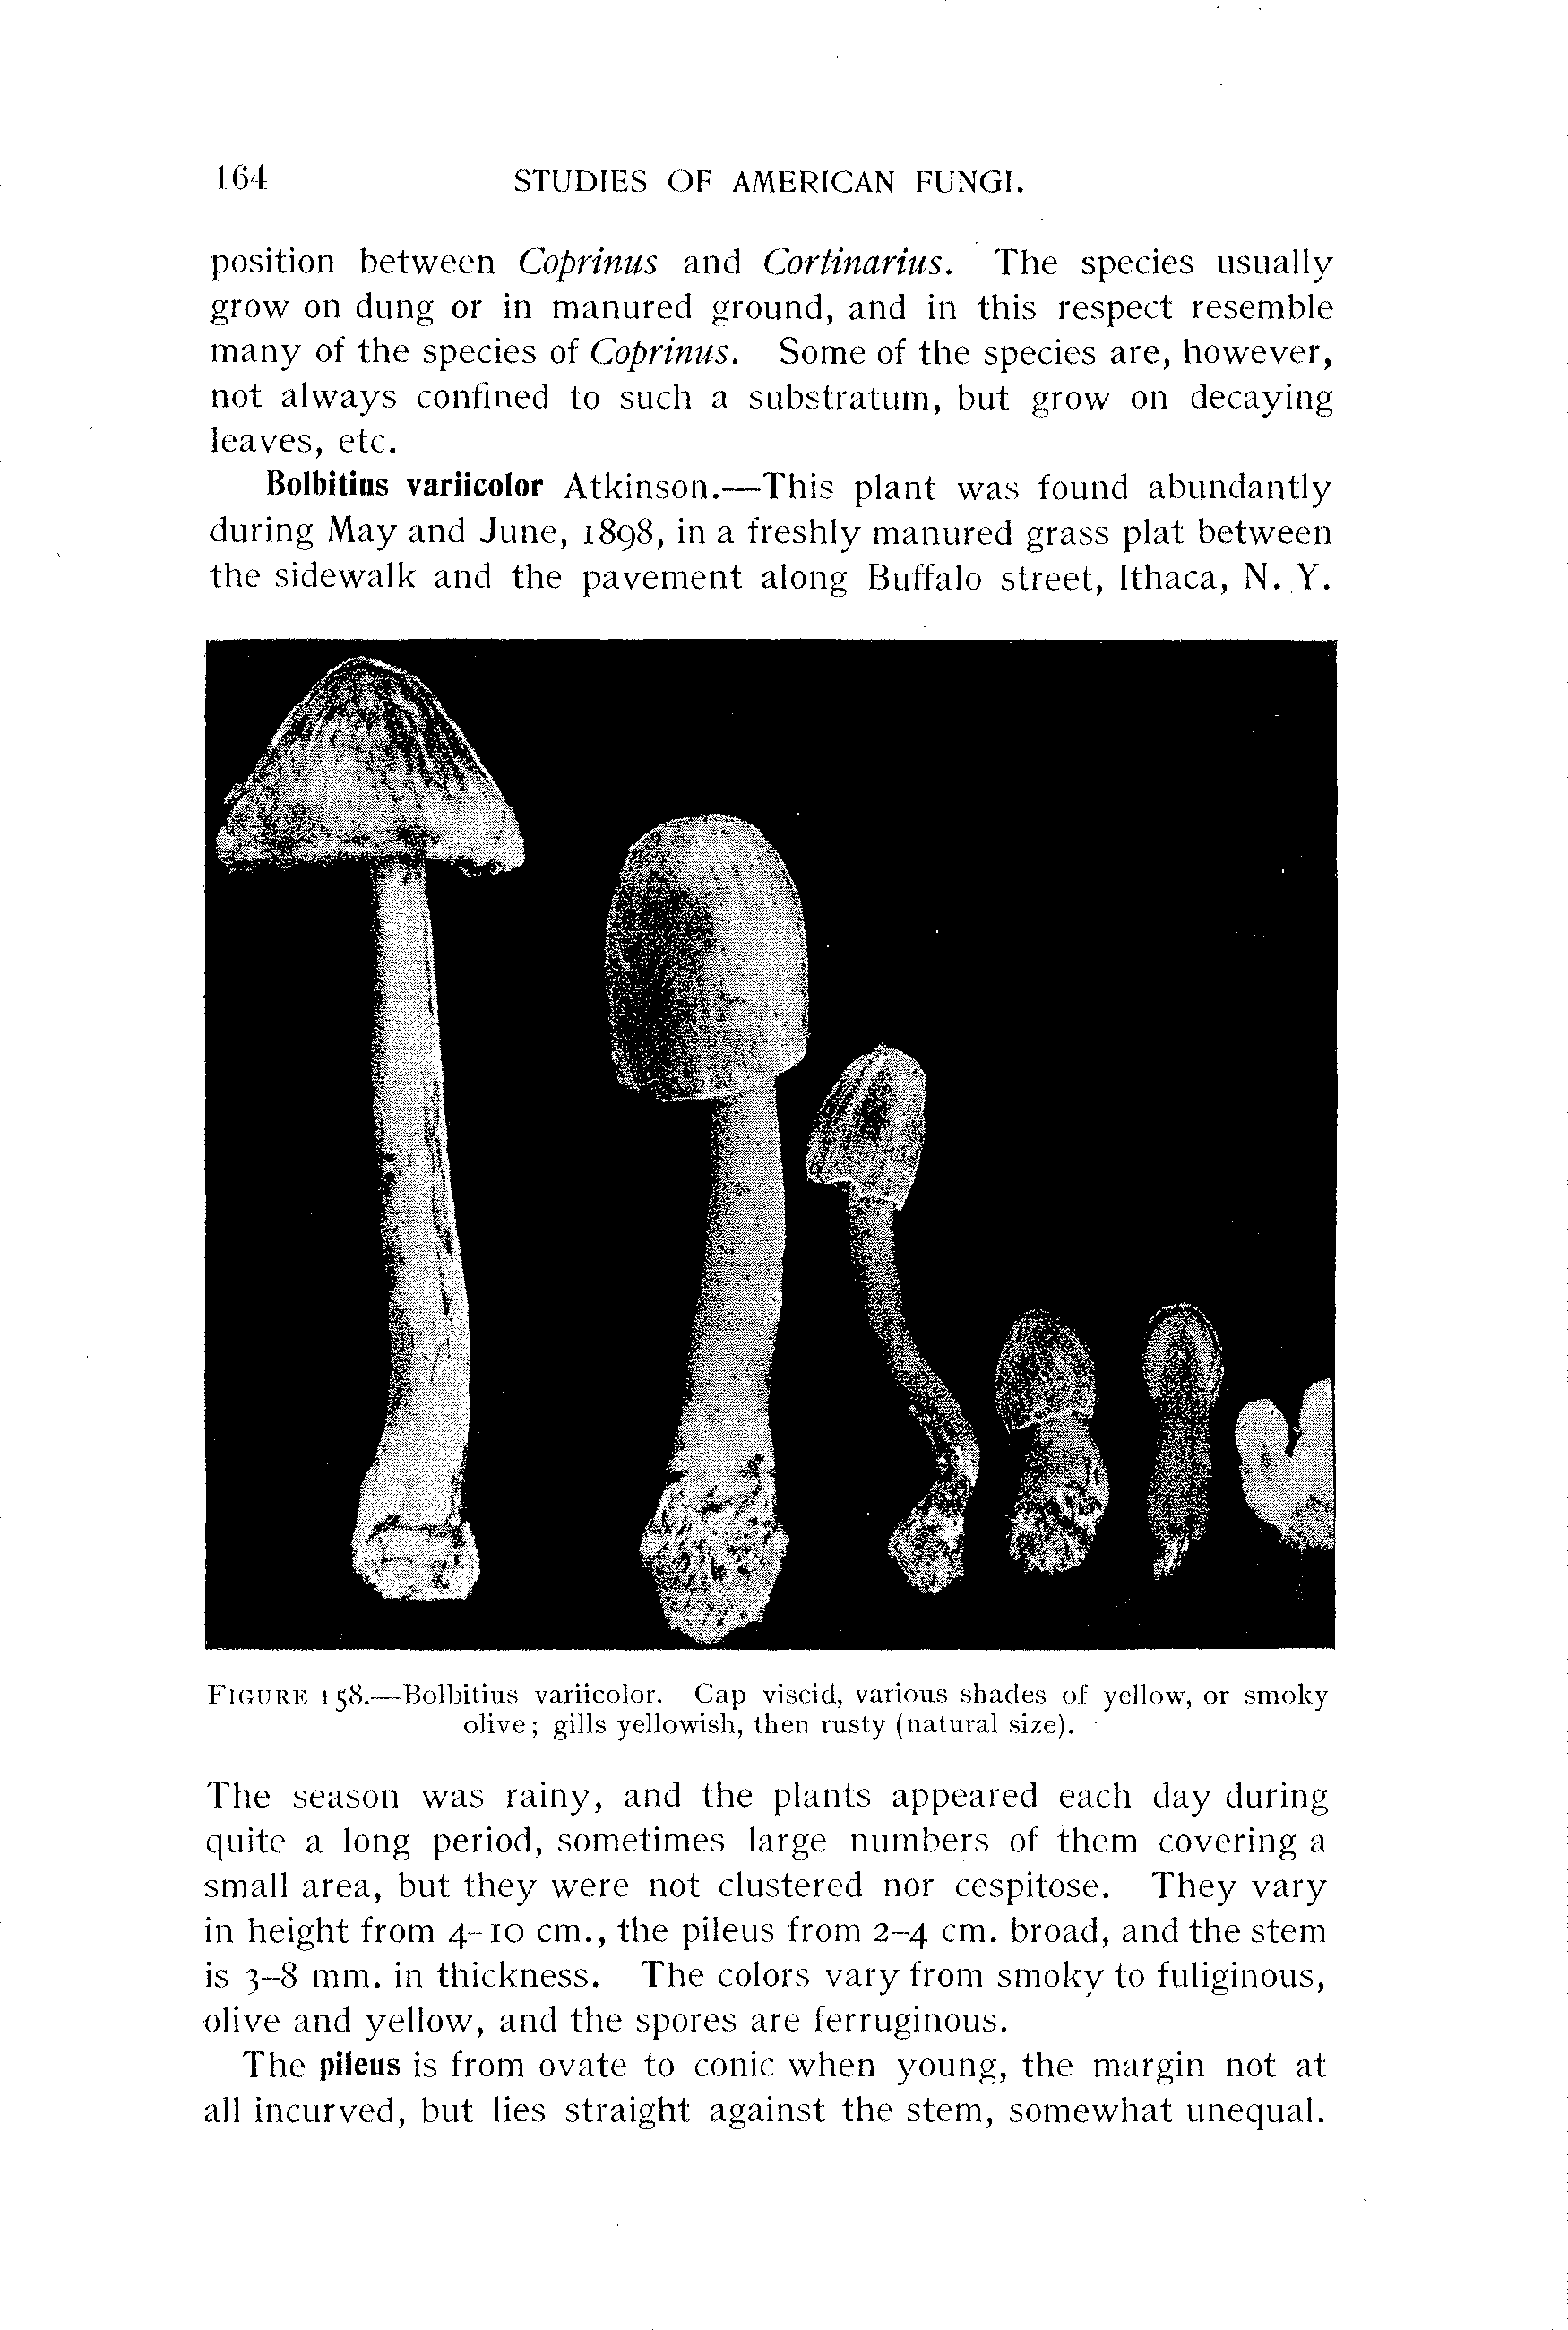 164 STUDIES OF AMERICAN FUNGI.
position between Coprinus and Cortinarius. The species usually
grow on dung or in manured ground, and in this respect resemble
many of the species of Coprinus. Some of the species are, however,
not always confined to such a substratum, but grow on decaying
leaves, etc.
Bolbitius variicolor Atkinson.—This plant was found abundantly
during May and June, 1898, in a freshly manured grass plat between
the sidewalk and the pavement along Buffalo street, Ithaca, N. Y.
FIGURE 158.—Bolbitius variicolor. Cap viscid, various shades of yellow, or smoky
olive; gills yellowish, then rusty (natural size).
The season was rainy, and the plants appeared each day during
quite a long period, sometimes large numbers of them covering a
small area, but they were not clustered nor cespitose. They vary
in height from 4–10 cm., the pileus from 2–4 cm. broad, and the stem
is 3–8 mm. in thickness. The colors vary from smoky to fuliginous,
olive and yellow, and the spores are ferruginous.
The pileus is from ovate to conic when young, the margin not at
all incurved, but lies straight against the stem, somewhat unequal.